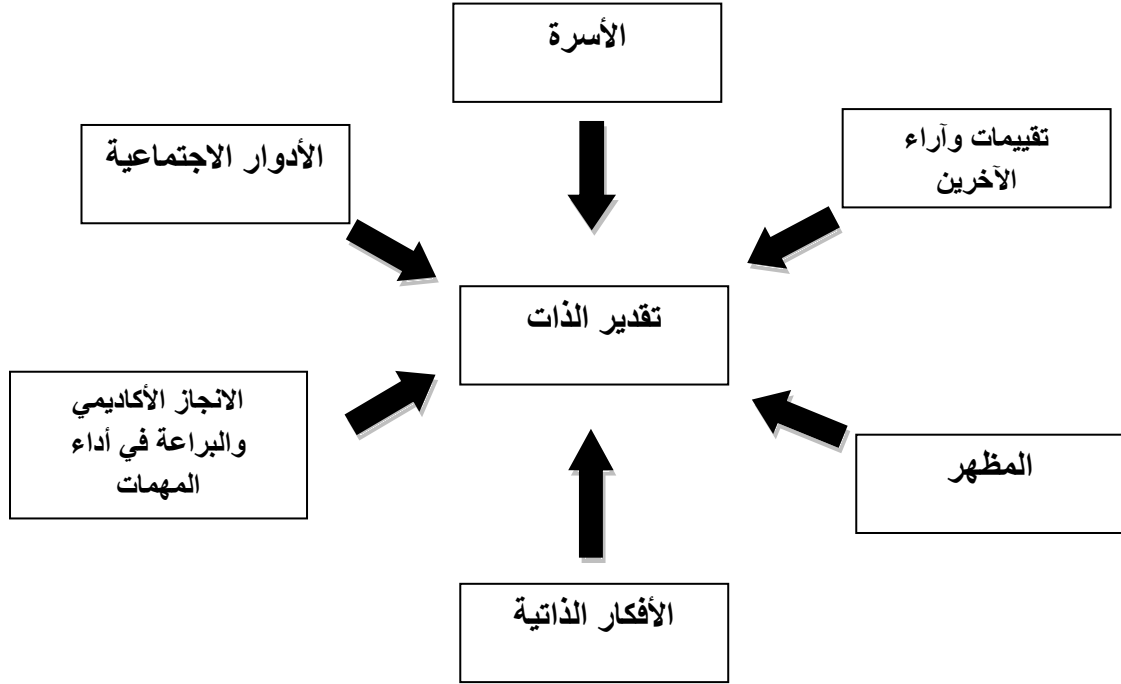 الأسرة
تقييمات وآراء
الآخرين
الأدوار الاجتماعية
تقدير الذات
الانجاز الأكاديمي
والبراعة في أداء
المهمات
المظهر
الأفكار الذاتية